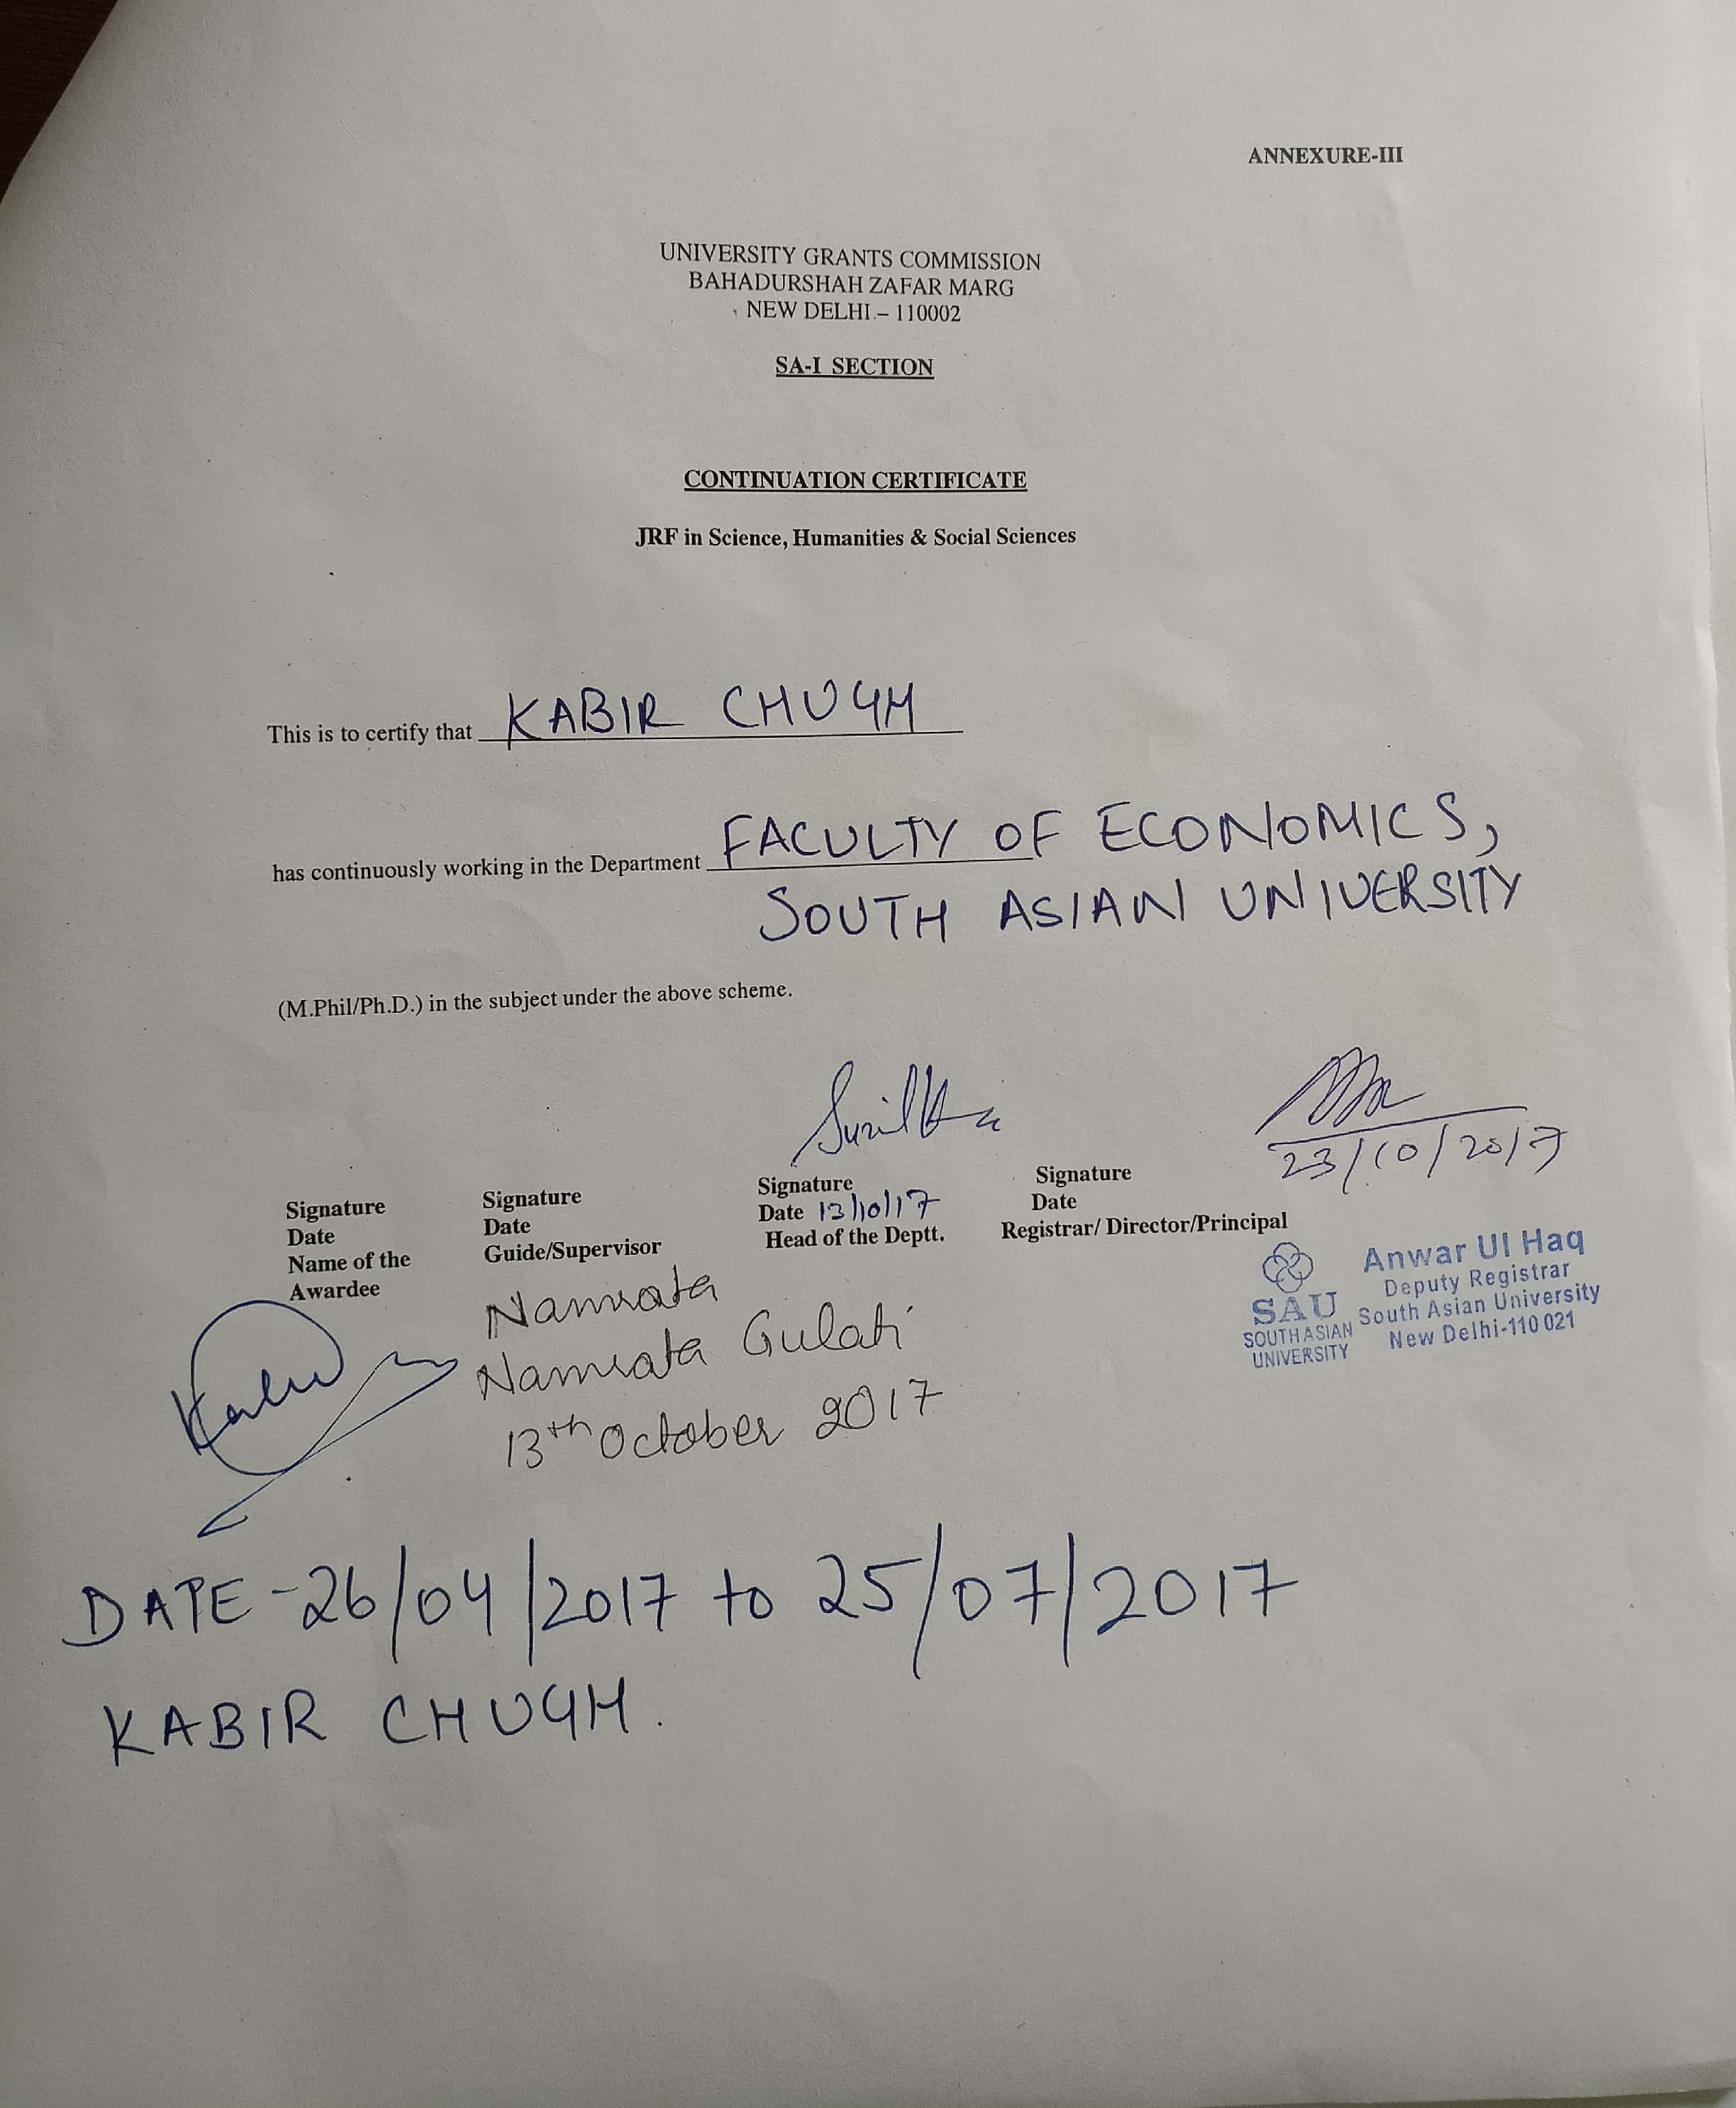 ANNEXURE-III
UNIVERSITY GRANTS COMMISSION
BAHADURSHAH ZAFAR MARG
NEW DELHI – 110002
SA-I SECTION
CONTINUATION CERTIFICATE
JRF in Science, Humanities & Social Sciences
This is to certify that KABIR CHUGH
has continuously working in the Department FACULTY OF ECONOMICS,
SOUTH ASIAN UNIVERSITY
(M.Phil/Ph.D.) in the subject under the above scheme.
23/10/2017
Signature Signature Signature Signature
Date Date Date 13/10/17 Date
Name of the Guide/Supervisor Head of the Deptt. Registrar/ Director/Principal
Awardee
Namrata
Namrata Gulati
13th October 2017
Anwar Ul Haq
Deputy Registrar
South Asian University
New Delhi-110 021
SAU
SOUTH ASIAN
UNIVERSITY
DATE - 26/04/2017 to 25/07/2017
KABIR CHUGH.